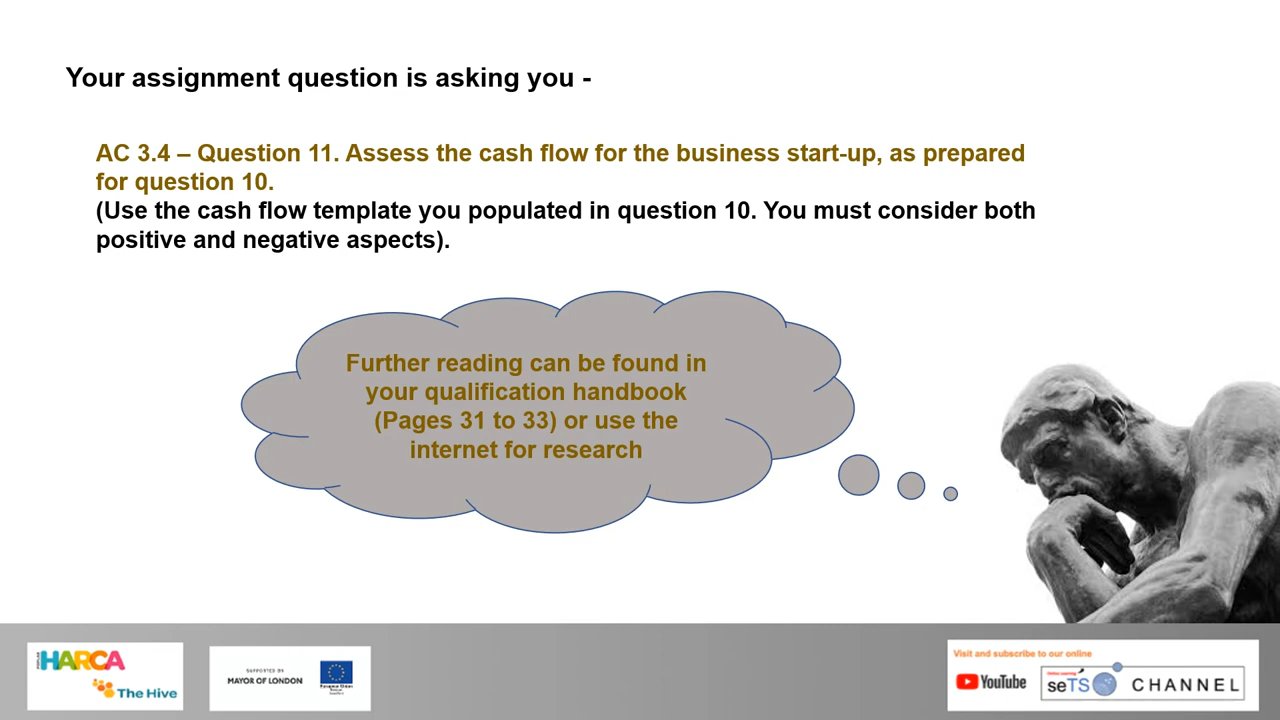 Your assignment question is asking you -
AC 3.4 – Question 11. Assess the cash flow for the business start-up, as prepared
for question 10.
(Use the cash flow template you populated in question 10. You must consider both
positive and negative aspects).
Further reading can be found in
your qualification handbook
(Pages 31 to 33) or use the
internet for research
HARCA
The Hive
SUPPORTED BY
MAYOR OF LONDON
European Union
Visit and subscribe to our online
YouTube
seTS CHANNEL